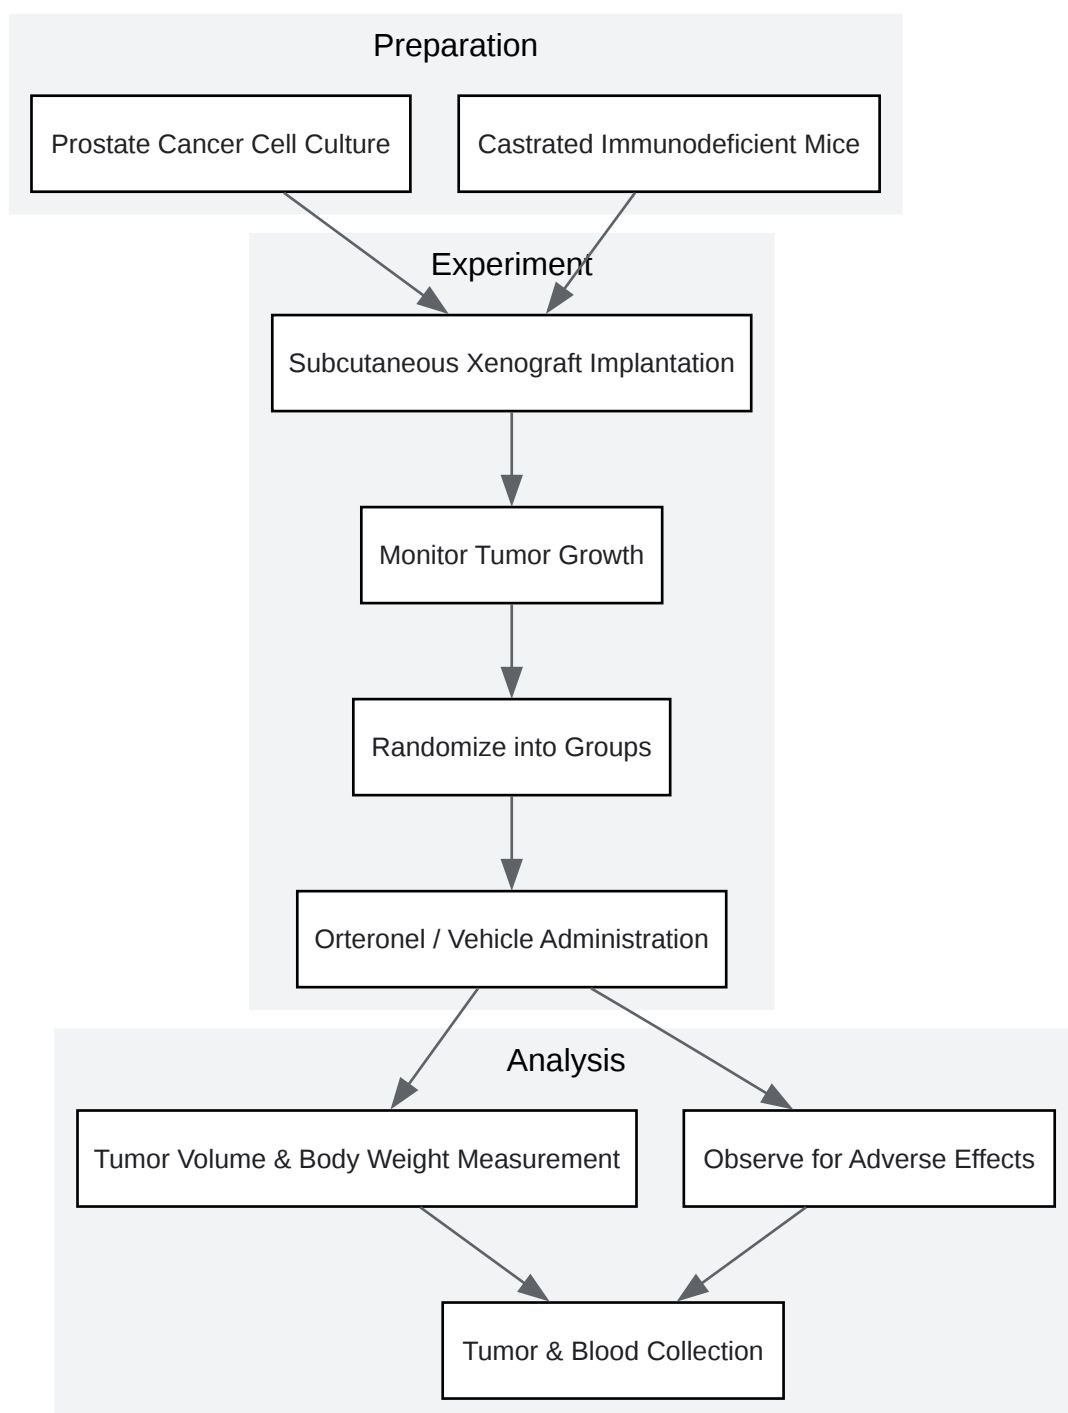 Preparation
Prostate Cancer Cell Culture
Castrated Immunodeficient Mice
Experiment
Subcutaneous Xenograft Implantation
Monitor Tumor Growth
Randomize into Groups
Orteronel / Vehicle Administration
Analysis
Tumor Volume & Body Weight Measurement
Observe for Adverse Effects
Tumor & Blood Collection